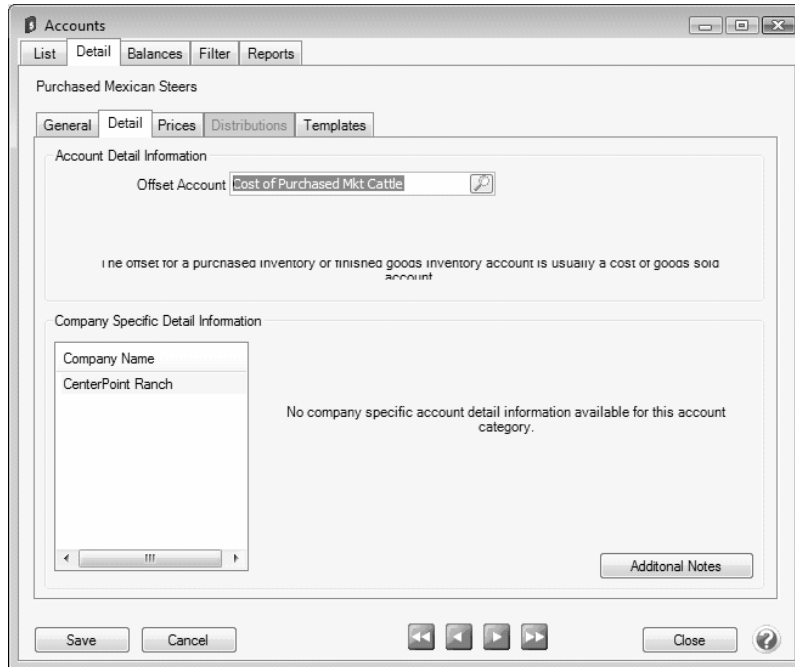 Accounts
List Detail Balances Filter Reports
Purchased Mexican Steers
General Detail Prices Distributions Templates
Account Detail Information
Offset Account Cost of Purchased Mkt Cattle
The offset for a purchased inventory or finished goods inventory account is usually a cost of goods sold
account
Company Specific Detail Information
Company Name
CenterPoint Ranch
No company specific account detail information available for this account
category.
Additonal Notes
Save Cancel Close